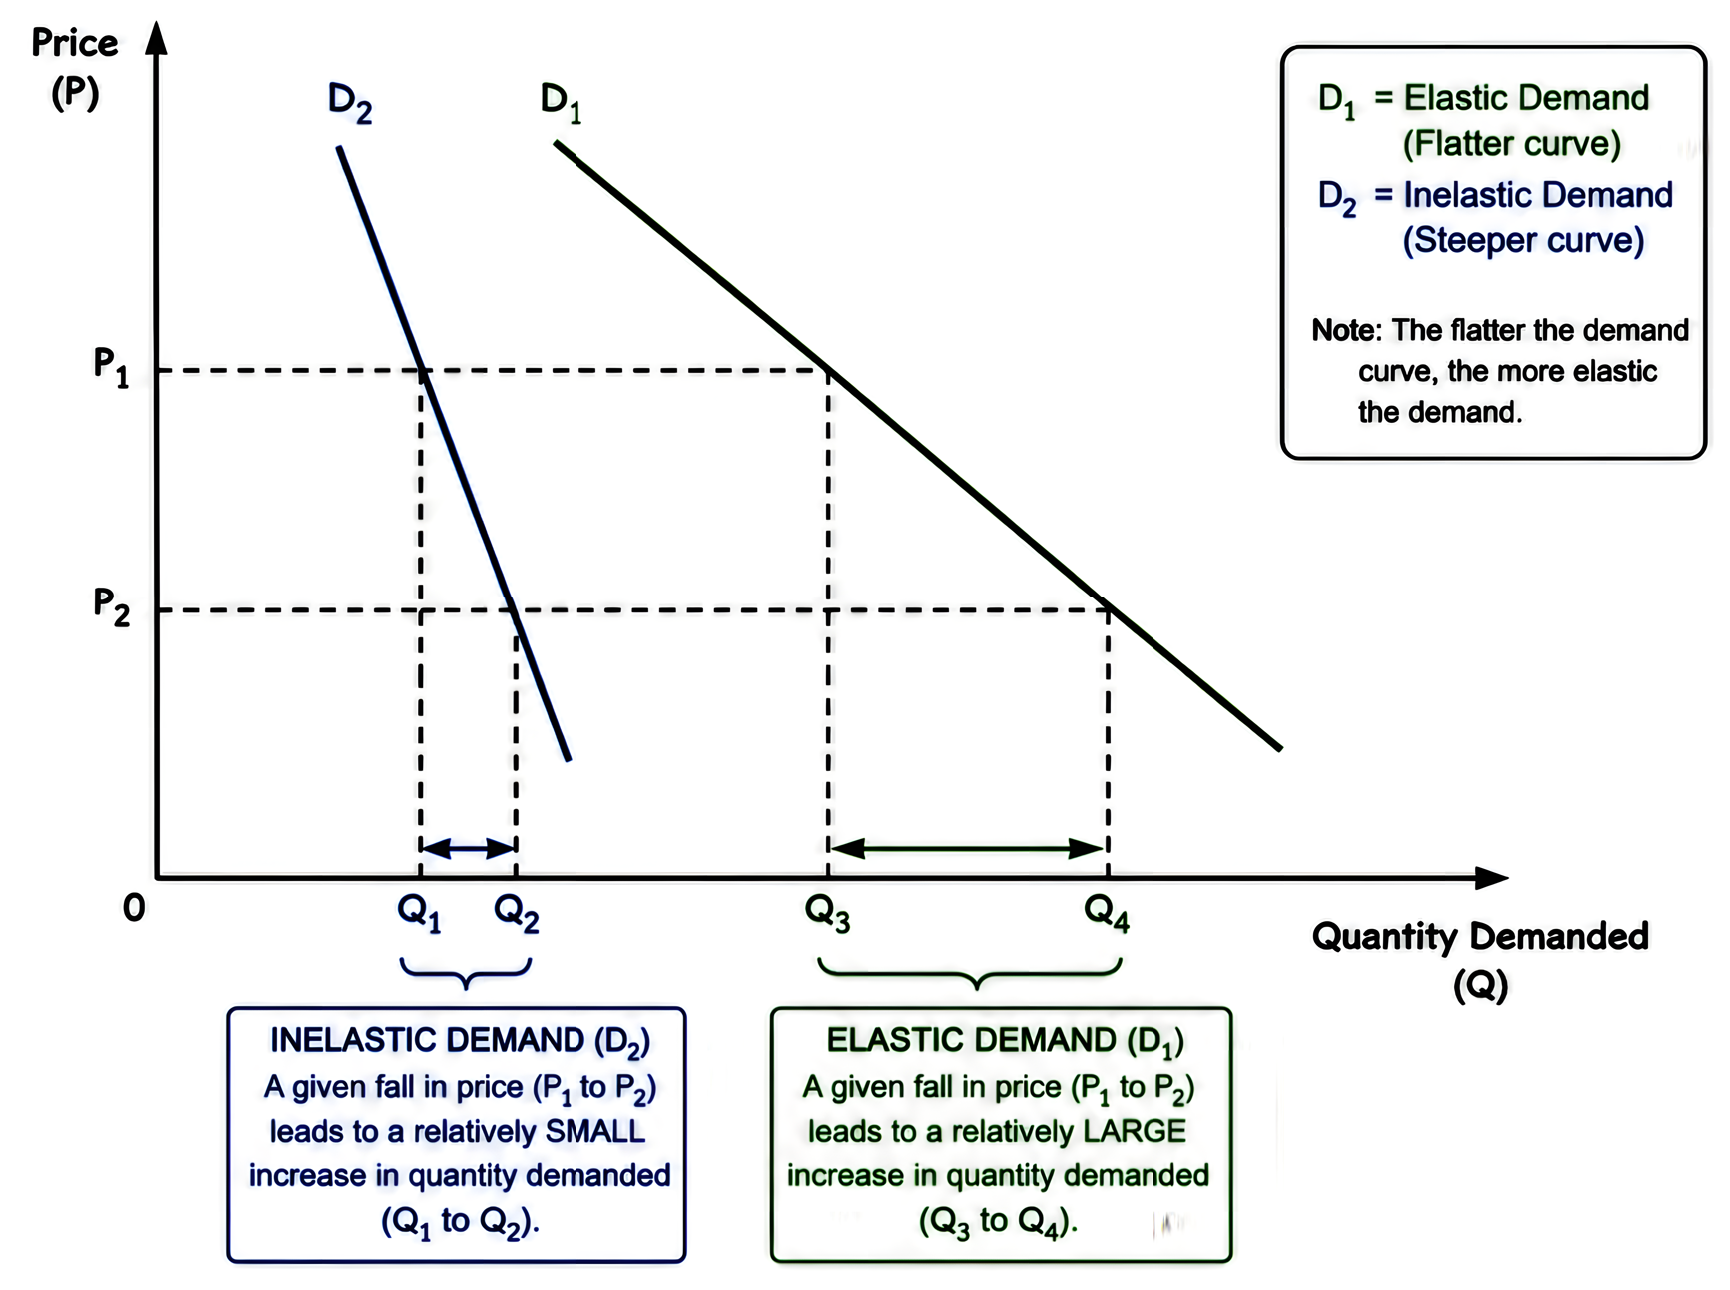 Price
(P)
D₂
D₁
D₁ = Elastic Demand
(Flatter curve)
D₂ = Inelastic Demand
(Steeper curve)
Note: The flatter the demand
curve, the more elastic
the demand.
P₁
P₂
0
Q₁
Q₂
Q₃
Q₄
Quantity Demanded
(Q)
INELASTIC DEMAND (D₂)
A given fall in price (P₁ to P₂)
leads to a relatively SMALL
increase in quantity demanded
(Q₁ to Q₂).
ELASTIC DEMAND (D₁)
A given fall in price (P₁ to P₂)
leads to a relatively LARGE
increase in quantity demanded
(Q₃ to Q₄).